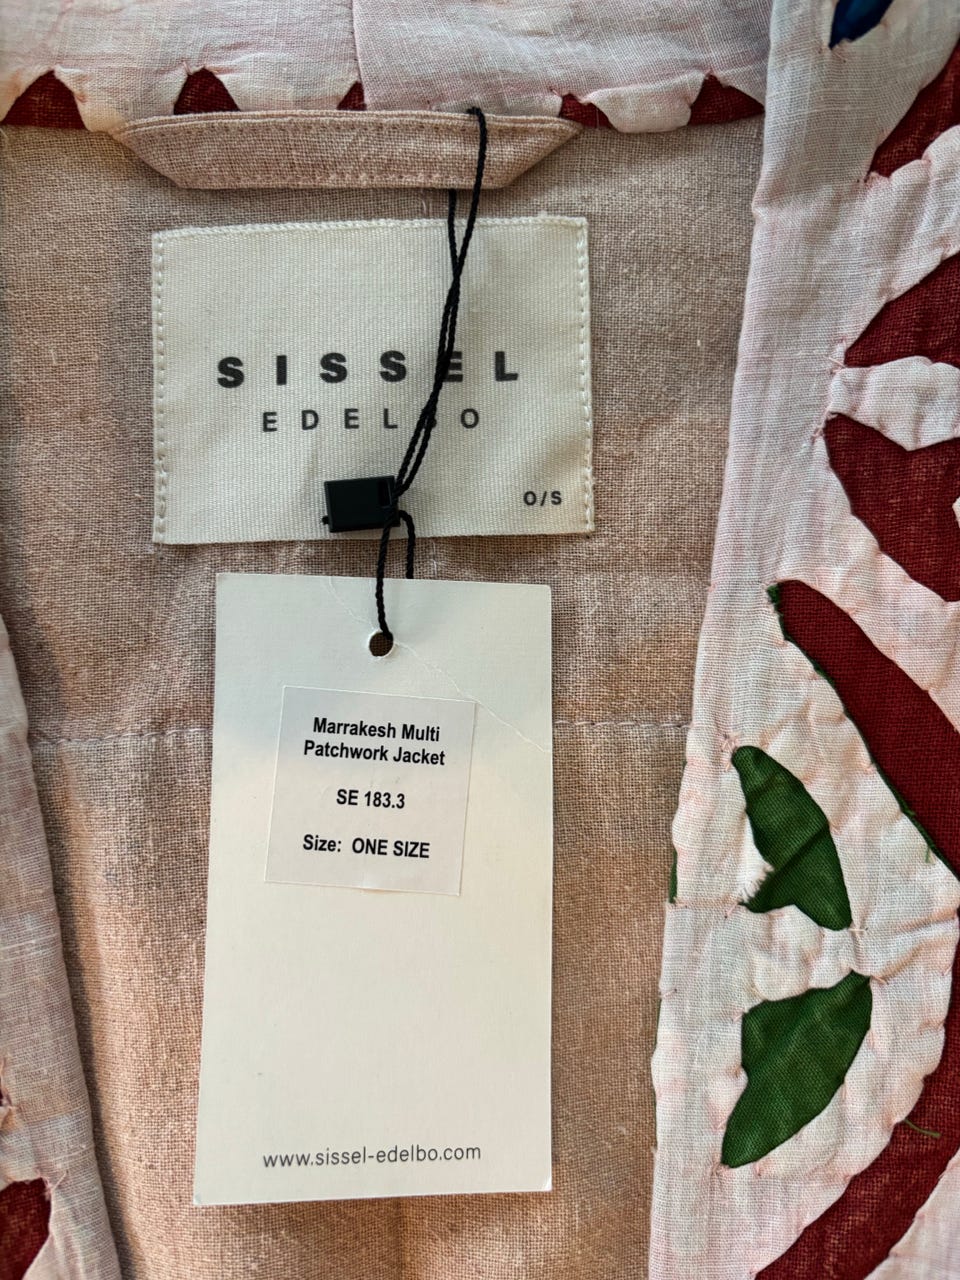 SISSEL
EDELBO
O/S
Marrakesh Multi
Patchwork Jacket
SE 183.3
Size: ONE SIZE
www.sissel-edelbo.com